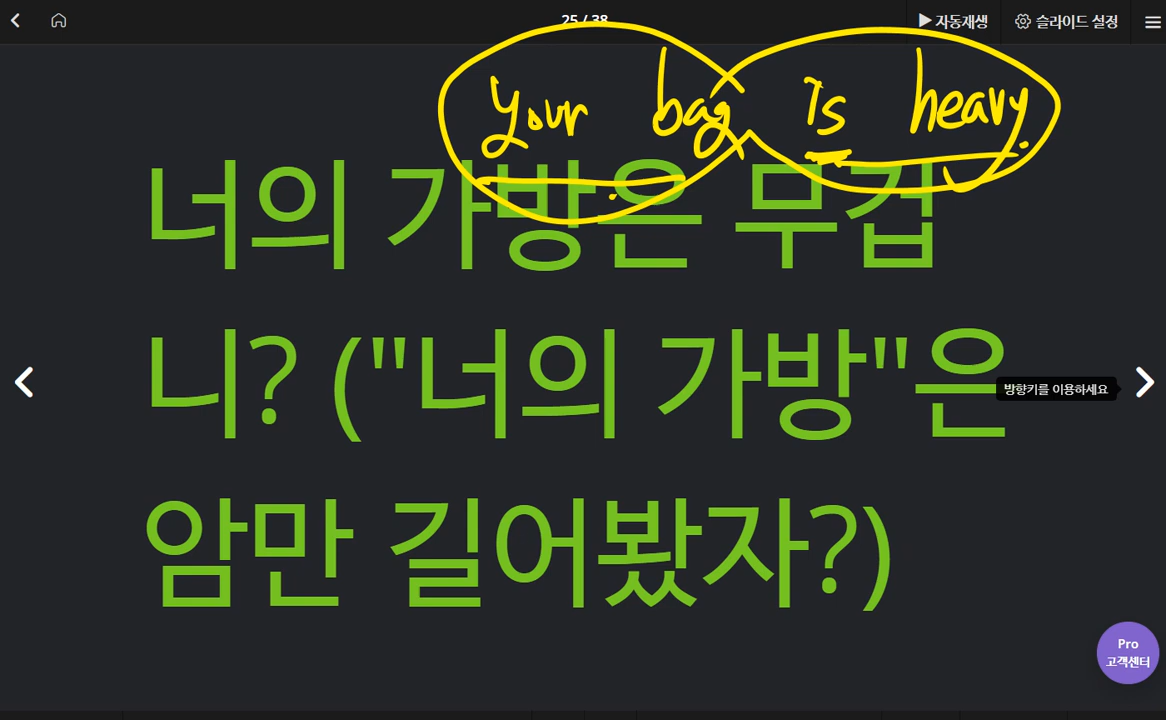 25 / 38
▶ 자동재생
슬라이드 설정
your bag is heavy.
너의 가방은 무겁
니? ("너의 가방"은
방향키를 이용하세요
암만 길어봤자?)
Pro
고객센터